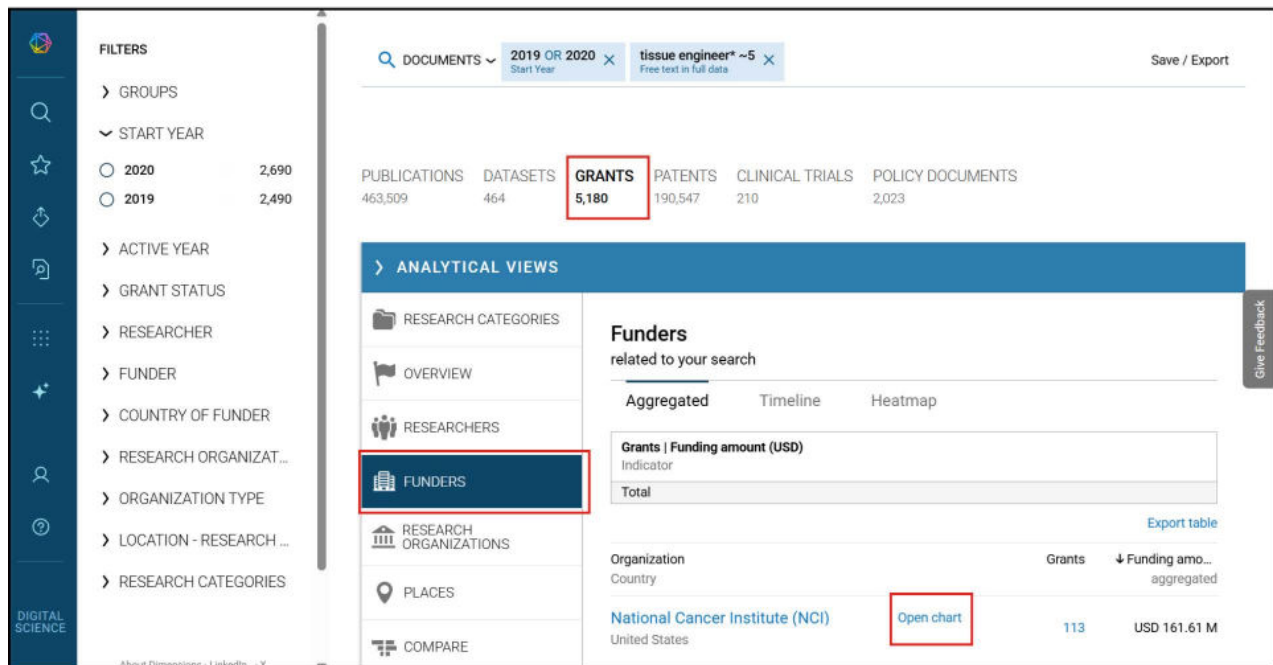 FILTERS
GROUPS
START YEAR
2020 2,690
2019 2,490
ACTIVE YEAR
GRANT STATUS
RESEARCHER
FUNDER
COUNTRY OF FUNDER
RESEARCH ORGANIZAT...
ORGANIZATION TYPE
LOCATION - RESEARCH ...
RESEARCH CATEGORIES
About Dimensions · LinkedIn
DIGITAL
SCIENCE
DOCUMENTS
2019 OR 2020
Start Year
tissue engineer* ~5
Free text in full data
Save / Export
PUBLICATIONS DATASETS GRANTS PATENTS CLINICAL TRIALS POLICY DOCUMENTS
463,509 464 5,180 190,547 210 2,023
ANALYTICAL VIEWS
RESEARCH CATEGORIES
OVERVIEW
RESEARCHERS
FUNDERS
RESEARCH
ORGANIZATIONS
PLACES
COMPARE
Funders
related to your search
Aggregated Timeline Heatmap
Grants | Funding amount (USD)
Indicator
Total
Export table
Organization Grants Funding amo...
Country aggregated
National Cancer Institute (NCI) Open chart 113 USD 161.61 M
United States
Give Feedback